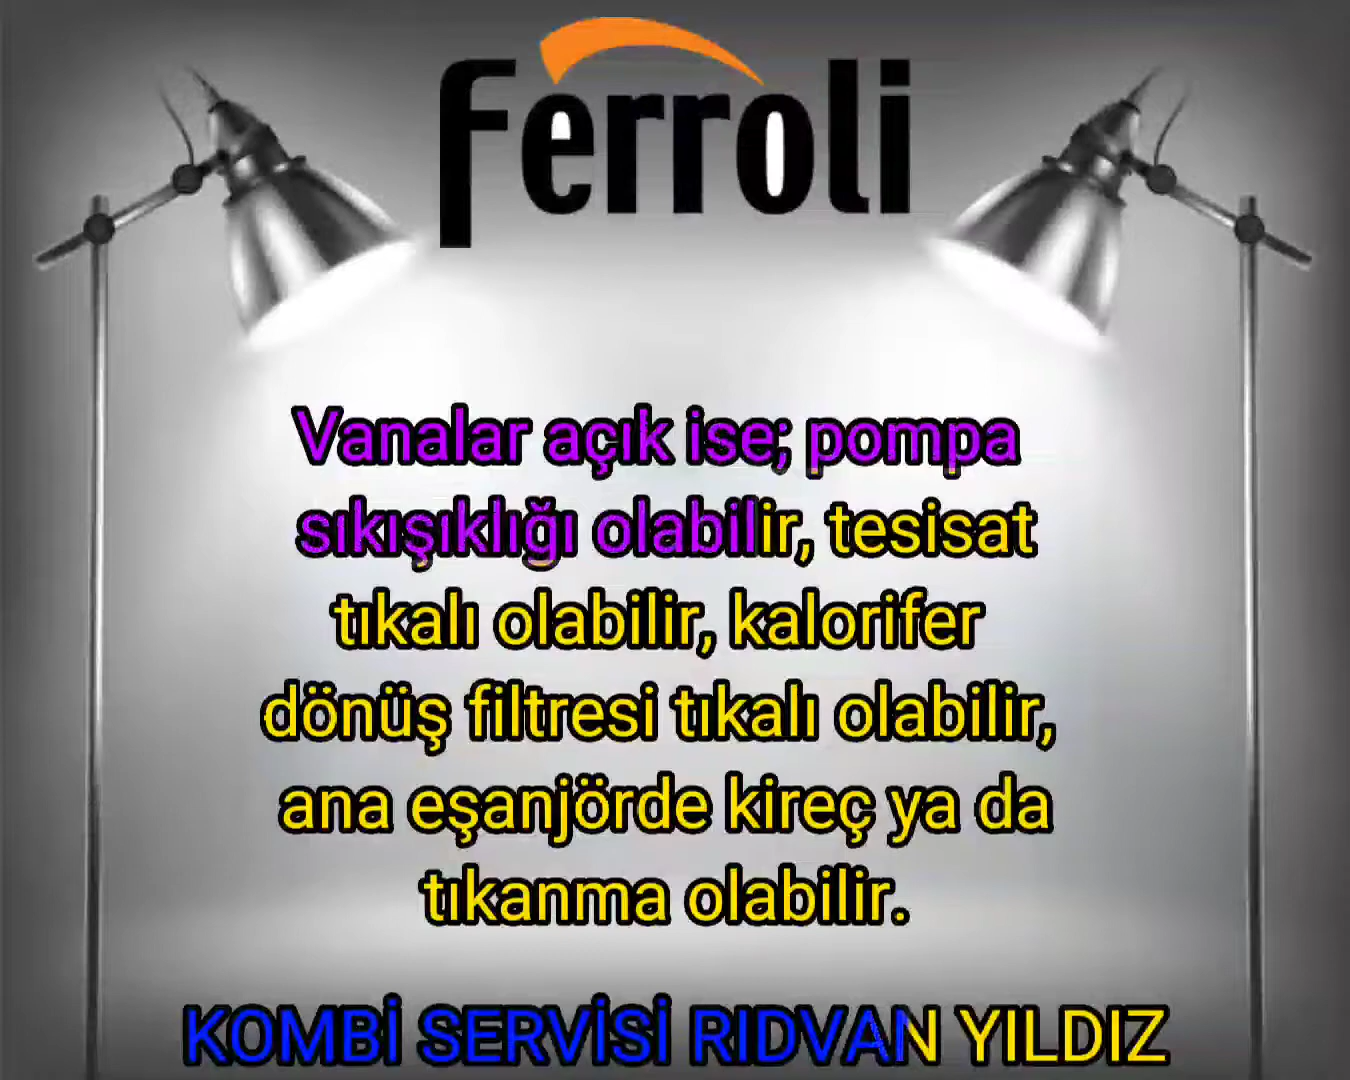 ferroli
Vanalar açık ise; pompa
sıkışıklığı olabilir, tesisat
tıkalı olabilir, kalorifer
dönüş filtresi tıkalı olabilir,
ana eşanjörde kireç ya da
tıkanma olabilir.
KOMBİ SERVİSİ RIDVAN YILDIZ